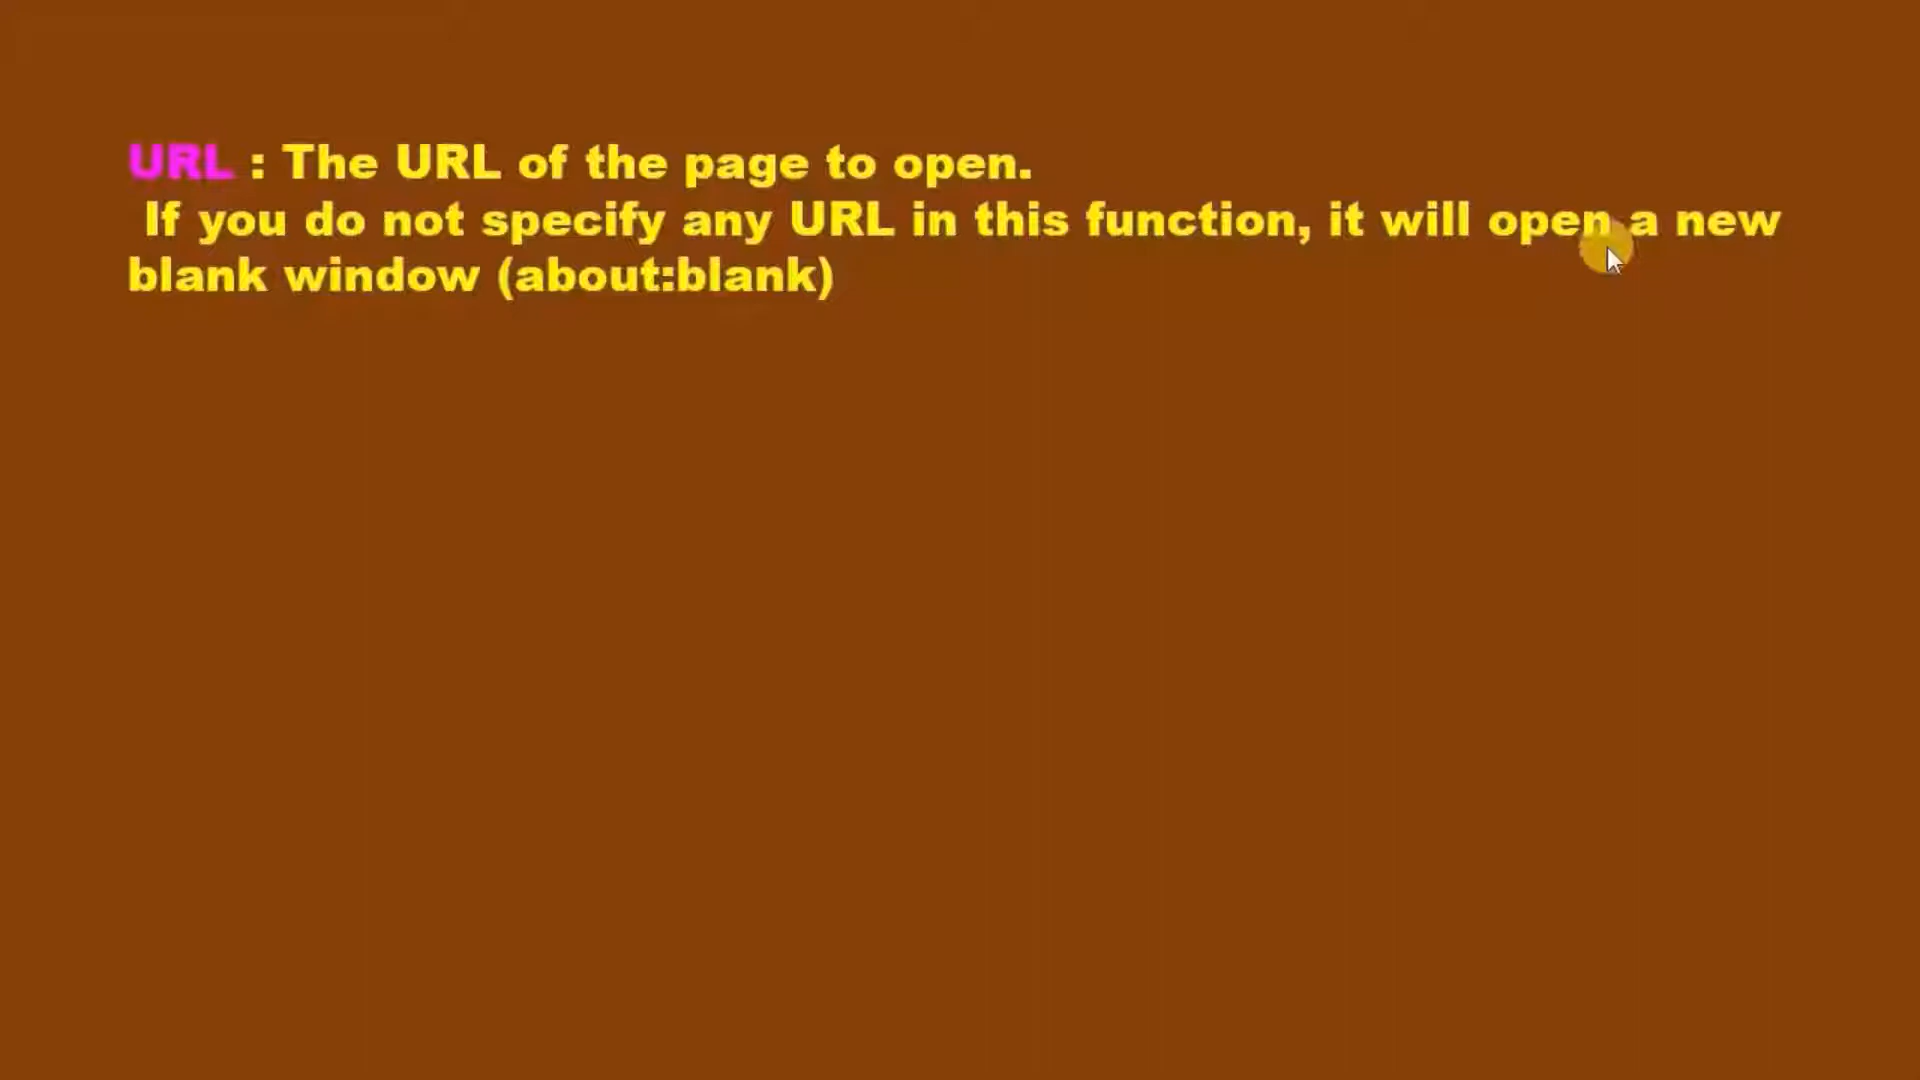 URL : The URL of the page to open.
If you do not specify any URL in this function, it will open a new
blank window (about:blank)